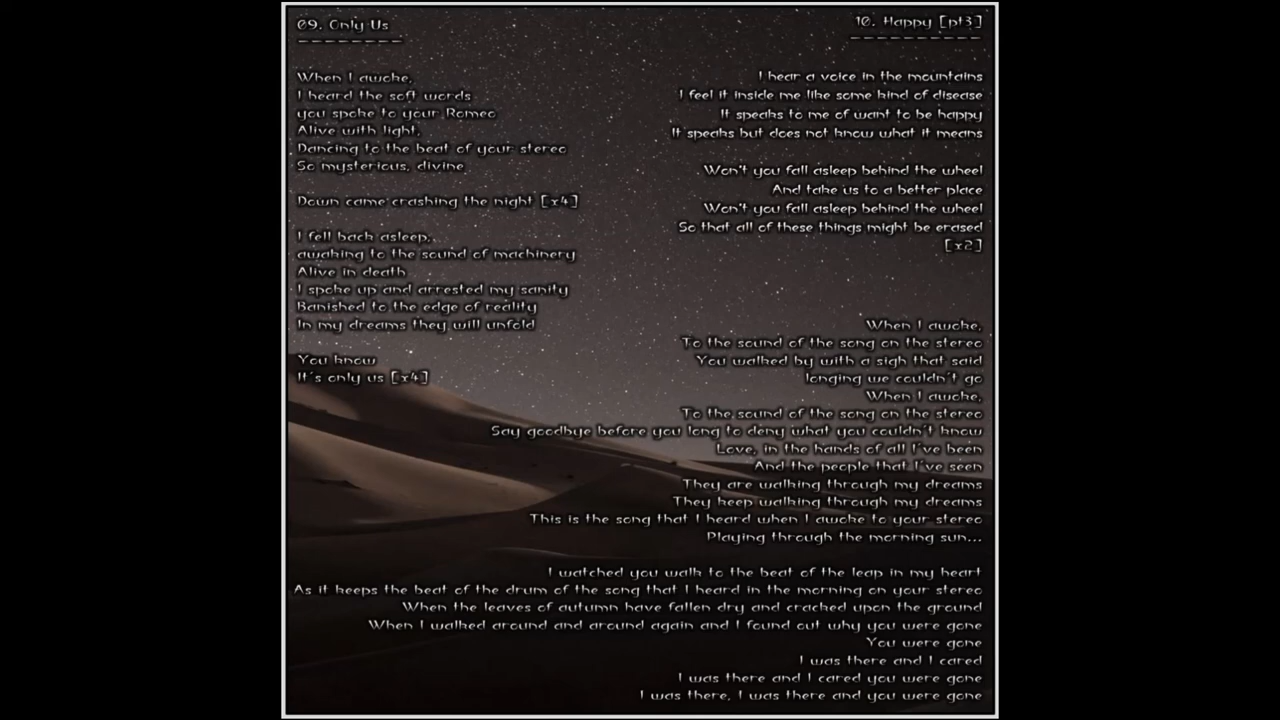 09. Only Us
When I awoke,
I heard the soft words
you spoke to your Romeo
Alive with light,
Dancing to the beat of your stereo
So mysterious, divine
Down came crashing the night [x4]
I fell back asleep,
awaking to the sound of machinery
Alive in death
I spoke up and arrested my sanity
Banished to the edge of reality
In my dreams they will unfold
You know
It's only us [x4]
10. Happy [pt3]
I hear a voice in the mountains
I feel it inside me like some kind of disease
It speaks to me of want to be happy
It speaks but does not know what it means
Won't you fall asleep behind the wheel
And take us to a better place
Won't you fall asleep behind the wheel
So that all of these things might be erased
[x2]
When I awoke,
To the sound of the song on the stereo
You walked by with a sigh that said
longing we couldn't go
When I awoke,
To the sound of the song on the stereo
Say goodbye before you long to deny what you couldn't know
Love, in the hands of all I've been
And the people that I've seen
They are walking through my dreams
They keep walking through my dreams
This is the song that I heard when I awoke to your stereo
Playing through the morning sun...
I watched you walk to the beat of the leap in my heart
As it keeps the beat of the drum of the song that I heard in the morning on your stereo
When the leaves of autumn have fallen dry and cracked upon the ground
When I walked around and around again and I found out why you were gone
You were gone
I was there and I cared
I was there and I cared you were gone
I was there, I was there and you were gone